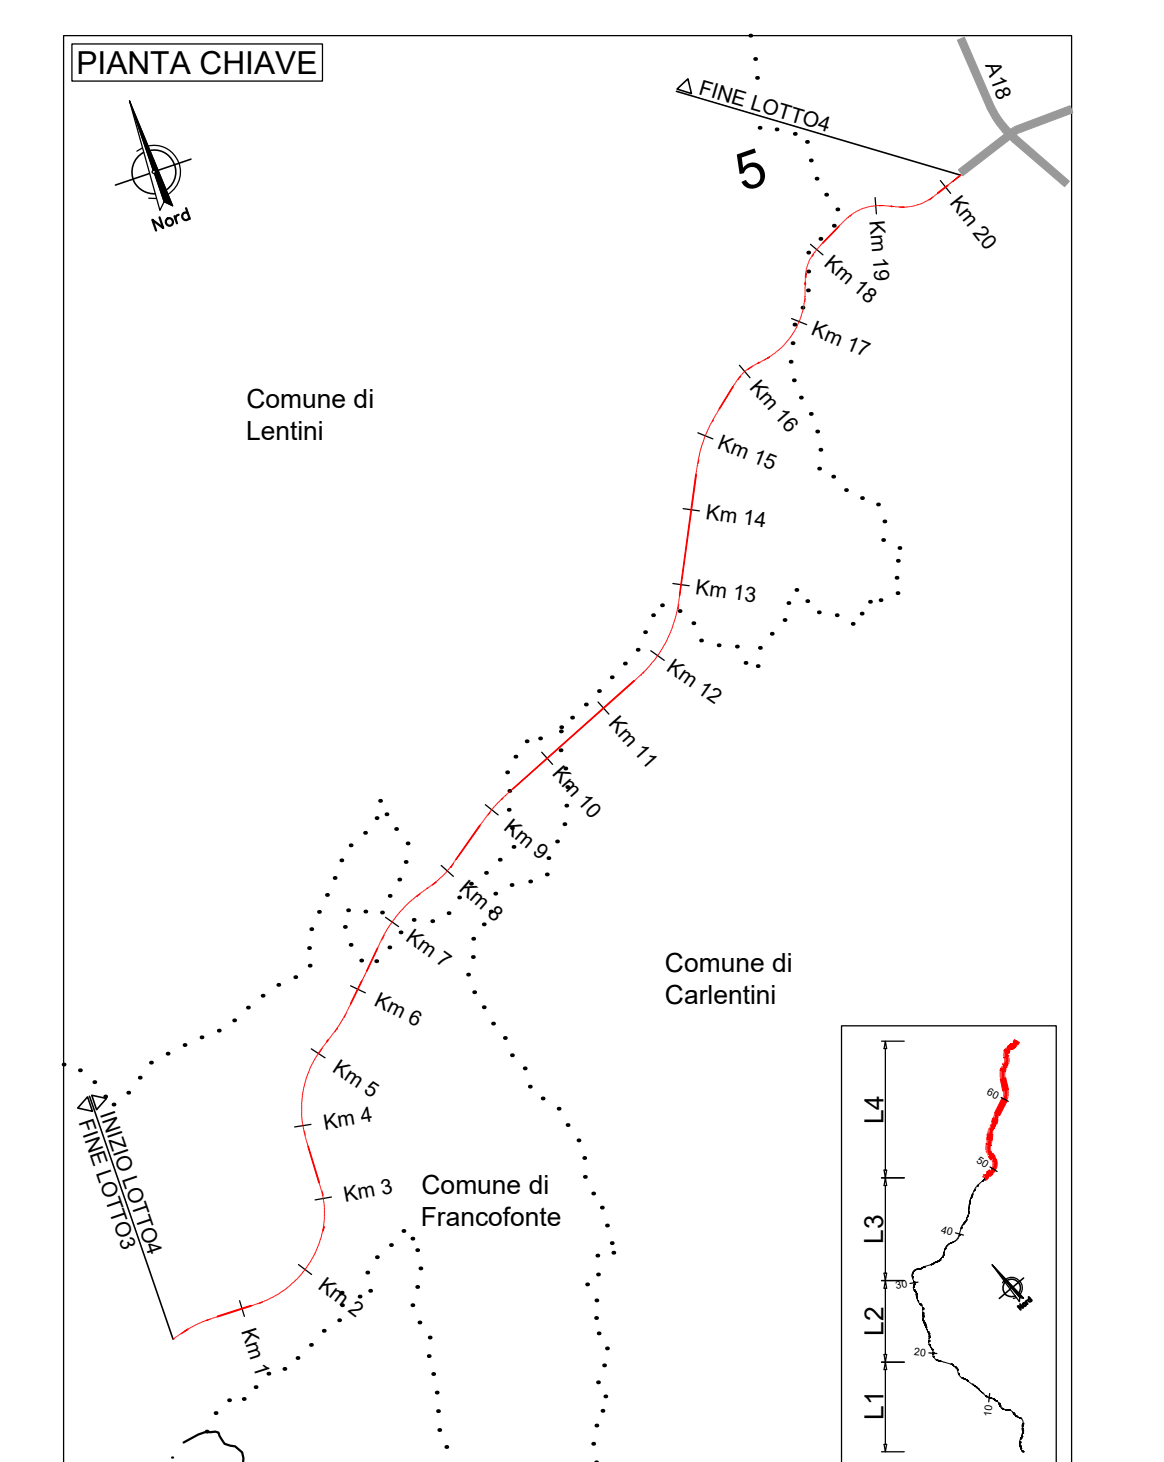 PIANTA CHIAVE
A18
FINE LOTTO4
5
Nord
Km 20
Km 19
Km 18
Km 17
Km 16
Comune di
Lentini
Km 15
Km 14
Km 13
Km 12
Km 11
Km 10
Km 9
Km 8
Km 7
Comune di
Carlentini
Km 6
Km 5
Km 4
INIZIO LOTTO4
FINE LOTTO3
Km 3
Comune di
Francofonte
Km 2
Km 1
L4
60
50
L3
40
30
L2
20
L1
10